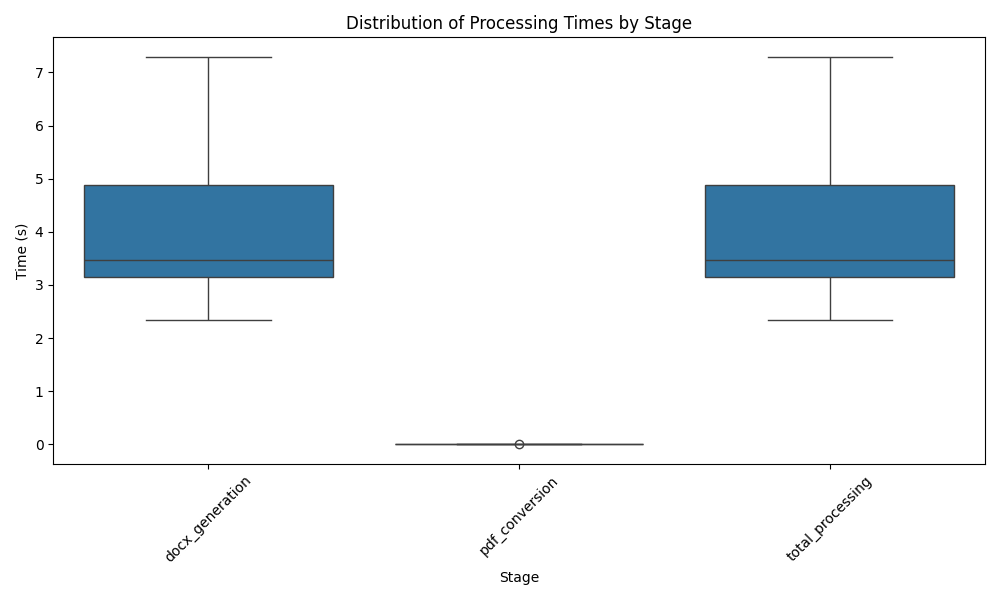 Distribution of Processing Times by Stage
Time (s)
7
6
5
4
3
2
1
0
docx_generation
pdf_conversion
total_processing
Stage